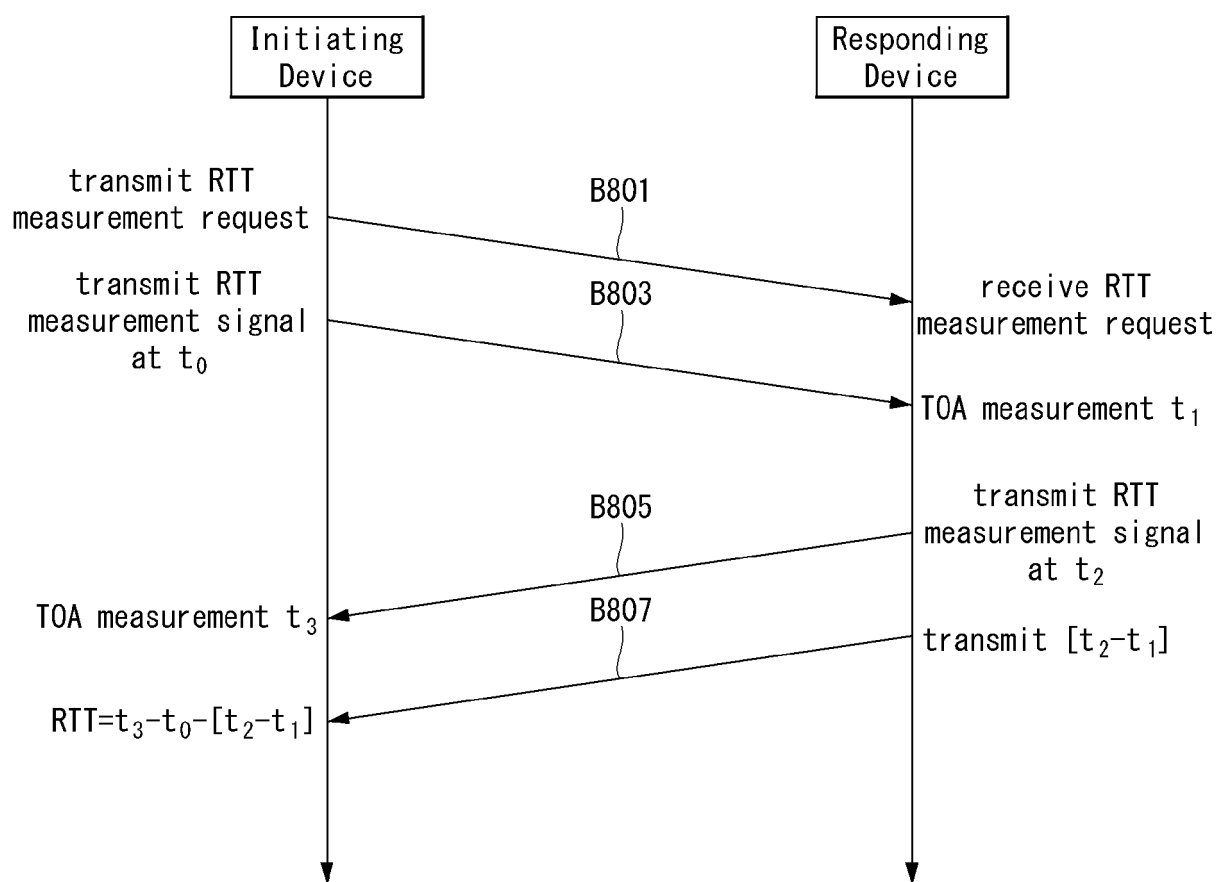 Initiating
Device
Responding
Device
transmit RTT
measurement request
B801
transmit RTT
measurement signal
at t₀
B803
receive RTT
measurement request
TOA measurement t₁
transmit RTT
measurement signal
at t₂
B805
TOA measurement t₃
B807
transmit [t₂-t₁]
RTT=t₃-t₀-[t₂-t₁]